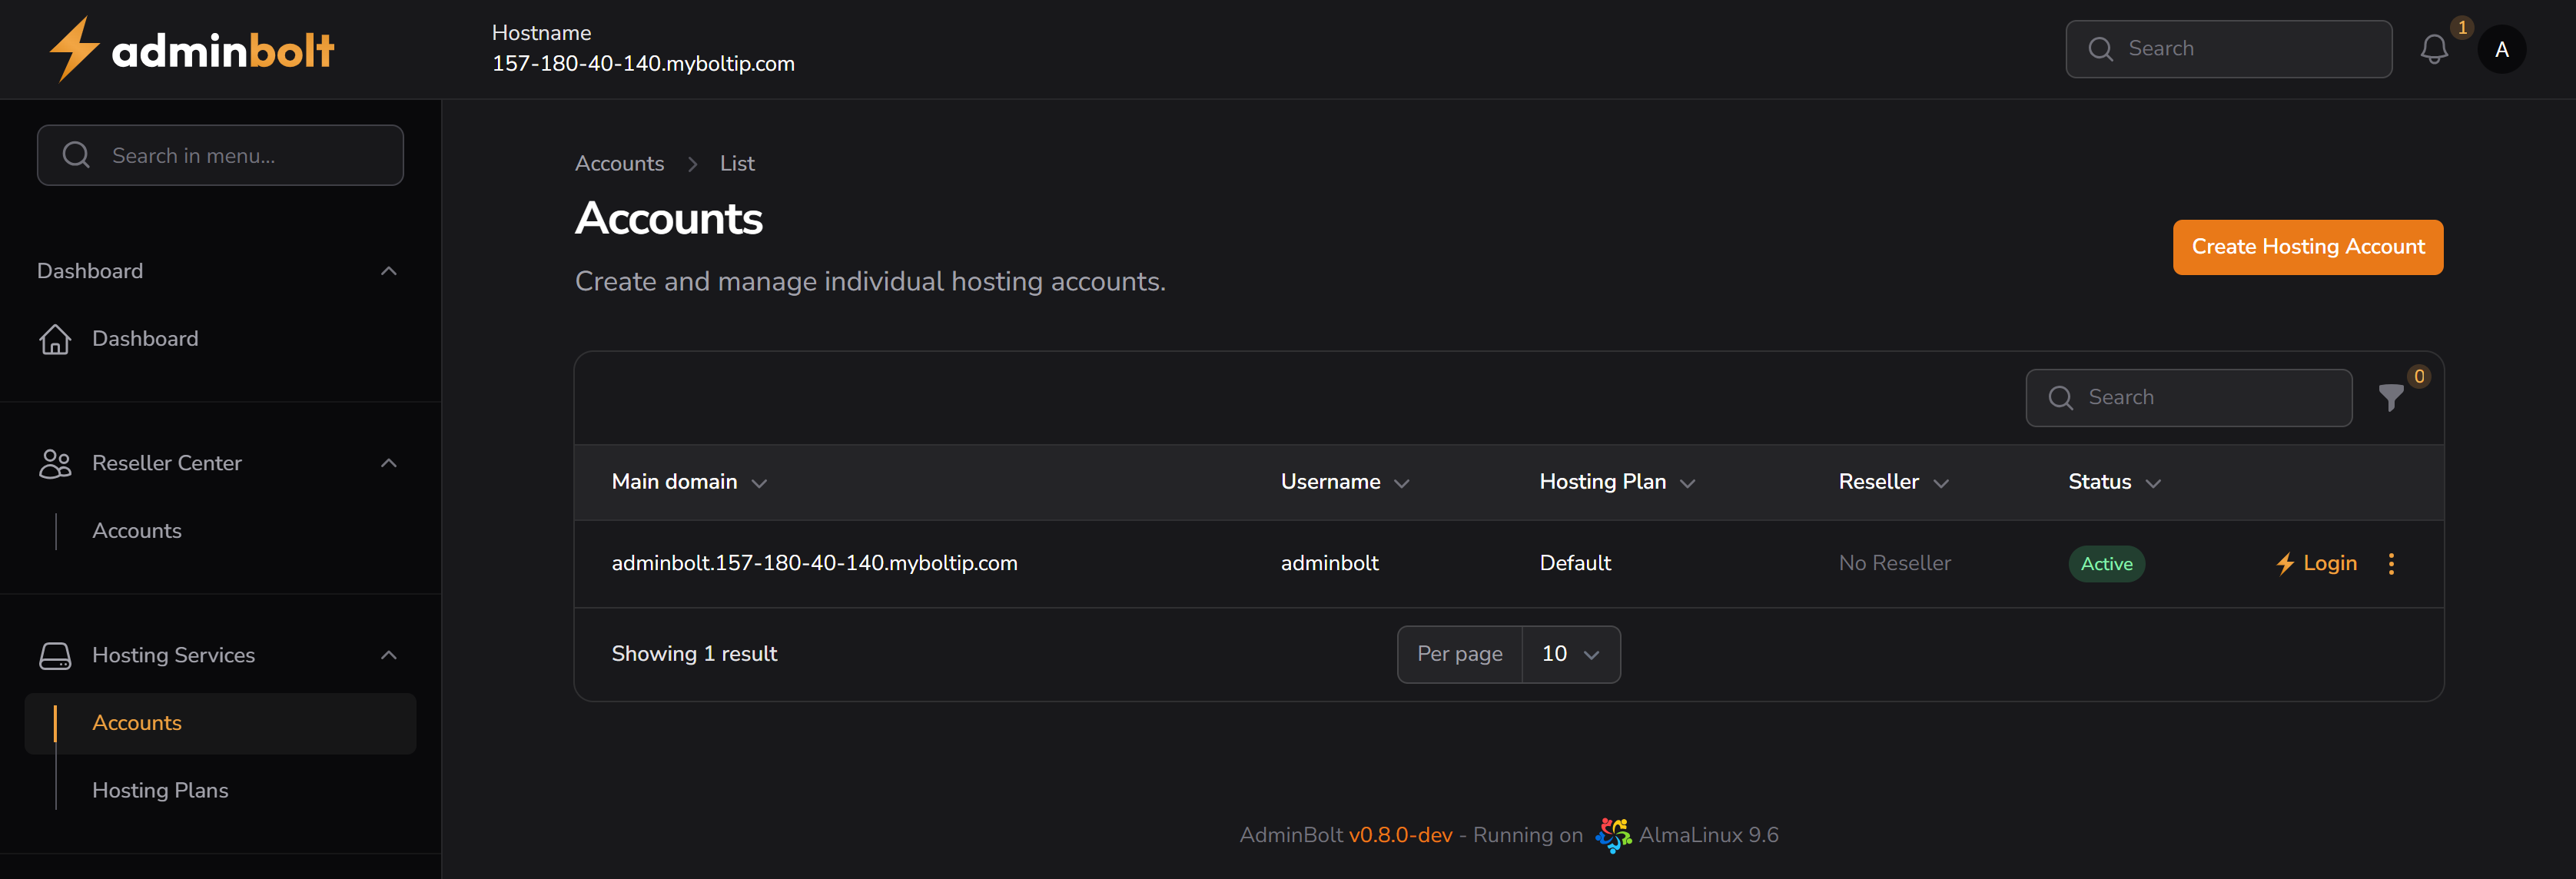 adminbolt
Hostname
157-180-40-140.myboltip.com
Search
1
A
Search in menu...
Dashboard
Dashboard
Reseller Center
Accounts
Hosting Services
Accounts
Hosting Plans
Accounts > List
Accounts
Create and manage individual hosting accounts.
Create Hosting Account
Search
0
Main domain Username Hosting Plan Reseller Status
adminbolt.157-180-40-140.myboltip.com adminbolt Default No Reseller Active Login
Showing 1 result Per page 10
AdminBolt v0.8.0-dev - Running on AlmaLinux 9.6